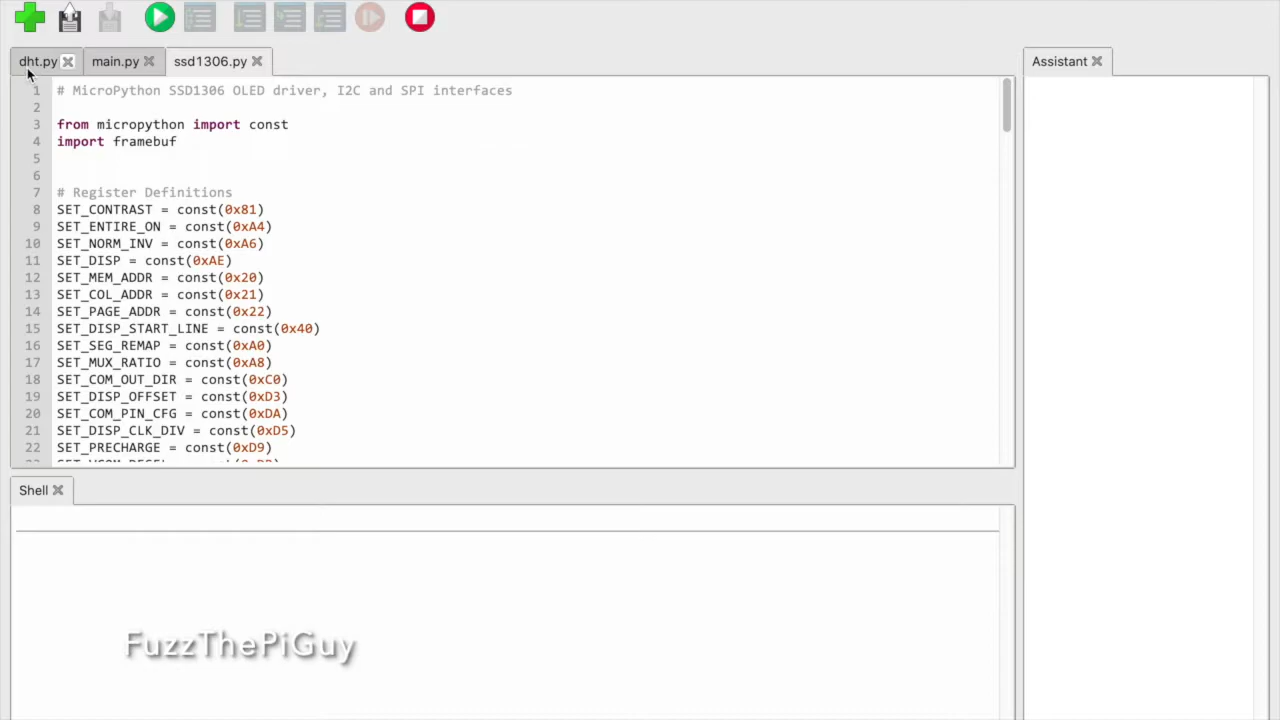 dht.py
main.py
ssd1306.py
Assistant
1 # MicroPython SSD1306 OLED driver, I2C and SPI interfaces
2
3 from micropython import const
4 import framebuf
5
6
7 # Register Definitions
8 SET_CONTRAST = const(0x81)
9 SET_ENTIRE_ON = const(0xA4)
10 SET_NORM_INV = const(0xA6)
11 SET_DISP = const(0xAE)
12 SET_MEM_ADDR = const(0x20)
13 SET_COL_ADDR = const(0x21)
14 SET_PAGE_ADDR = const(0x22)
15 SET_DISP_START_LINE = const(0x40)
16 SET_SEG_REMAP = const(0xA0)
17 SET_MUX_RATIO = const(0xA8)
18 SET_COM_OUT_DIR = const(0xC0)
19 SET_DISP_OFFSET = const(0xD3)
20 SET_COM_PIN_CFG = const(0xDA)
21 SET_DISP_CLK_DIV = const(0xD5)
22 SET_PRECHARGE = const(0xD9)
Shell
FuzzThePiGuy